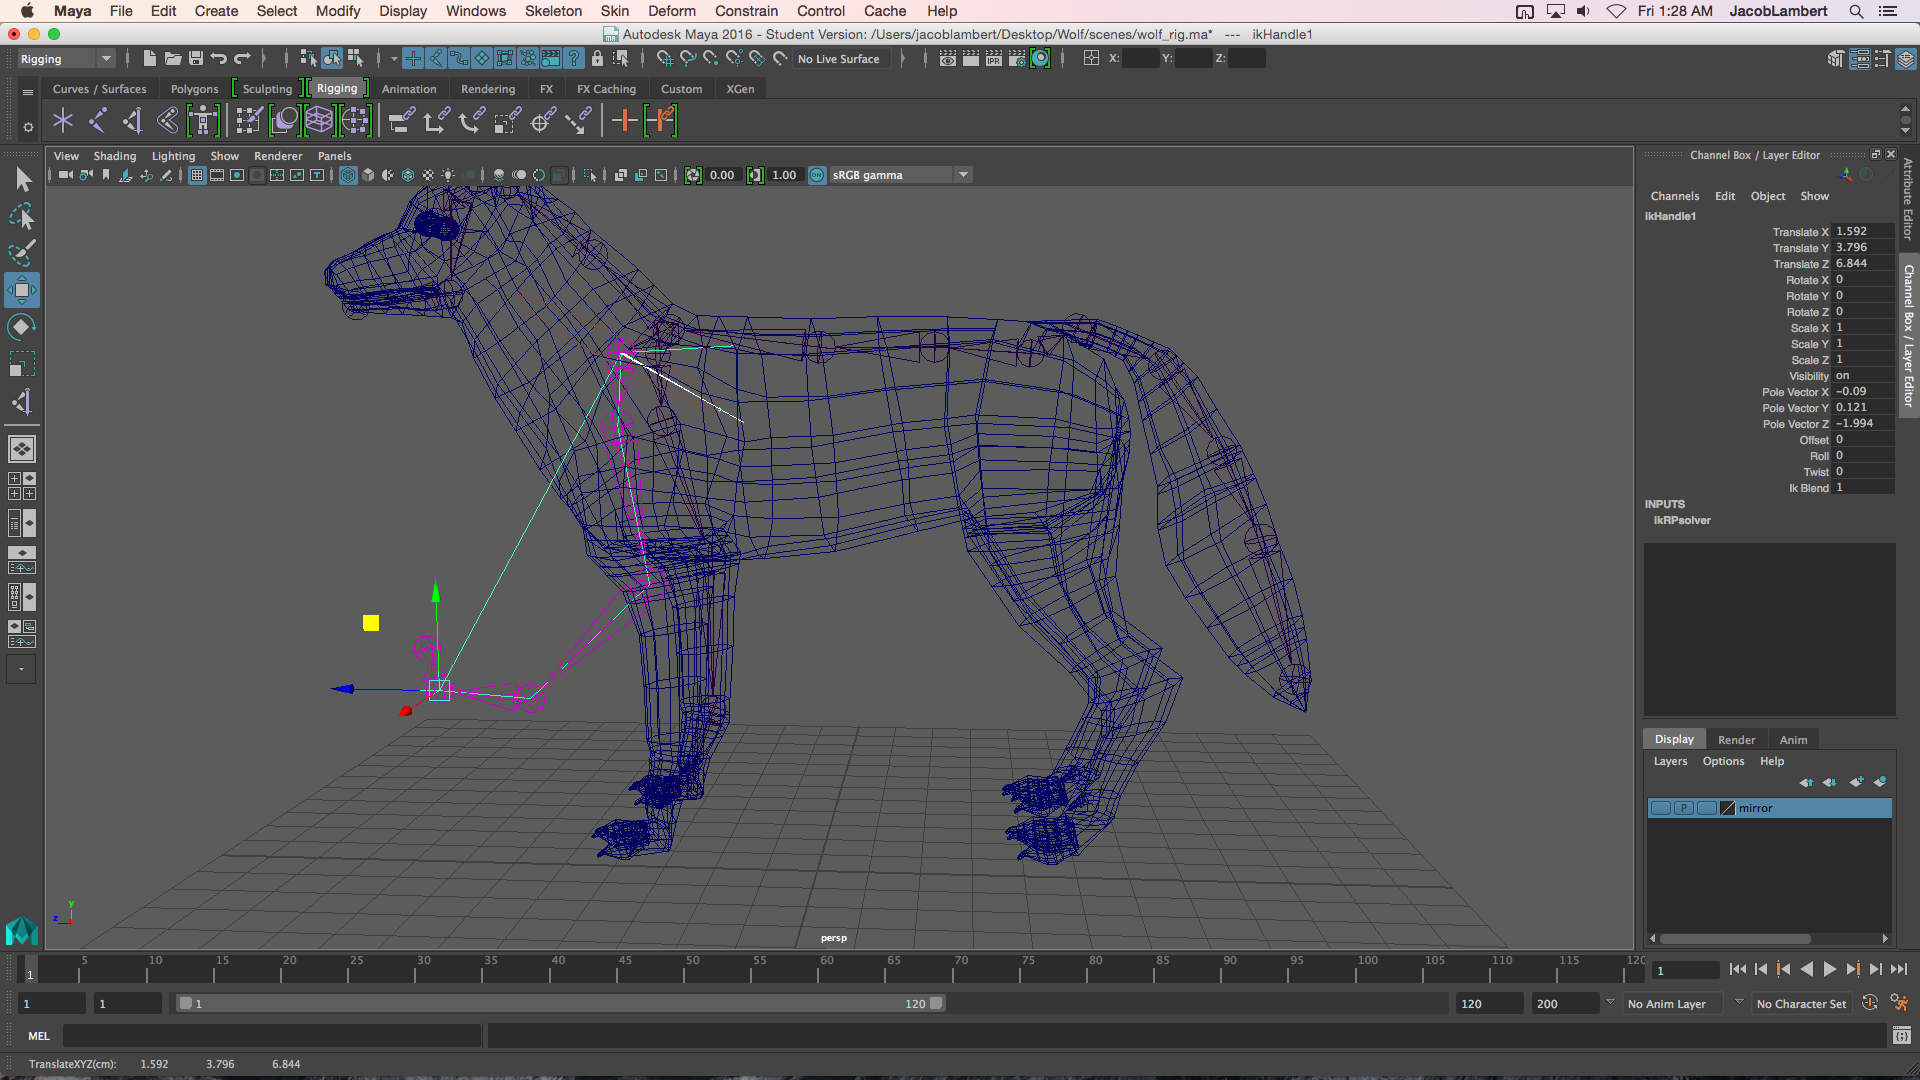 Maya File Edit Create Select Modify Display Windows Skeleton Skin Deform Constrain Control Cache Help Fri 1:28 AM JacobLambert
Autodesk Maya 2016 - Student Version: /Users/jacoblambert/Desktop/Wolf/scenes/wolf_rig.ma* --- ikHandle1
Rigging No Live Surface X: Y: Z:
Curves / Surfaces Polygons Sculpting Rigging Animation Rendering FX FX Caching Custom XGen
View Shading Lighting Show Renderer Panels
0.00 1.00 ON sRGB gamma
Channel Box / Layer Editor
Channels Edit Object Show
ikHandle1
Translate X 1.592
Translate Y 3.796
Translate Z 6.844
Rotate X 0
Rotate Y 0
Rotate Z 0
Scale X 1
Scale Y 1
Scale Z 1
Visibility on
Pole Vector X -0.09
Pole Vector Y 0.121
Pole Vector Z -1.994
Offset 0
Roll 0
Twist 0
Ik Blend 1
INPUTS
ikRPsolver
Attribute Editor
Channel Box / Layer Editor
Display Render Anim
Layers Options Help
P mirror
y
z
persp
1 5 10 15 20 25 30 35 40 45 50 55 60 65 70 75 80 85 90 95 100 105 110 115 120 1
1 1 1 120 120 200 No Anim Layer No Character Set
MEL
TranslateXYZ(cm): 1.592 3.796 6.844